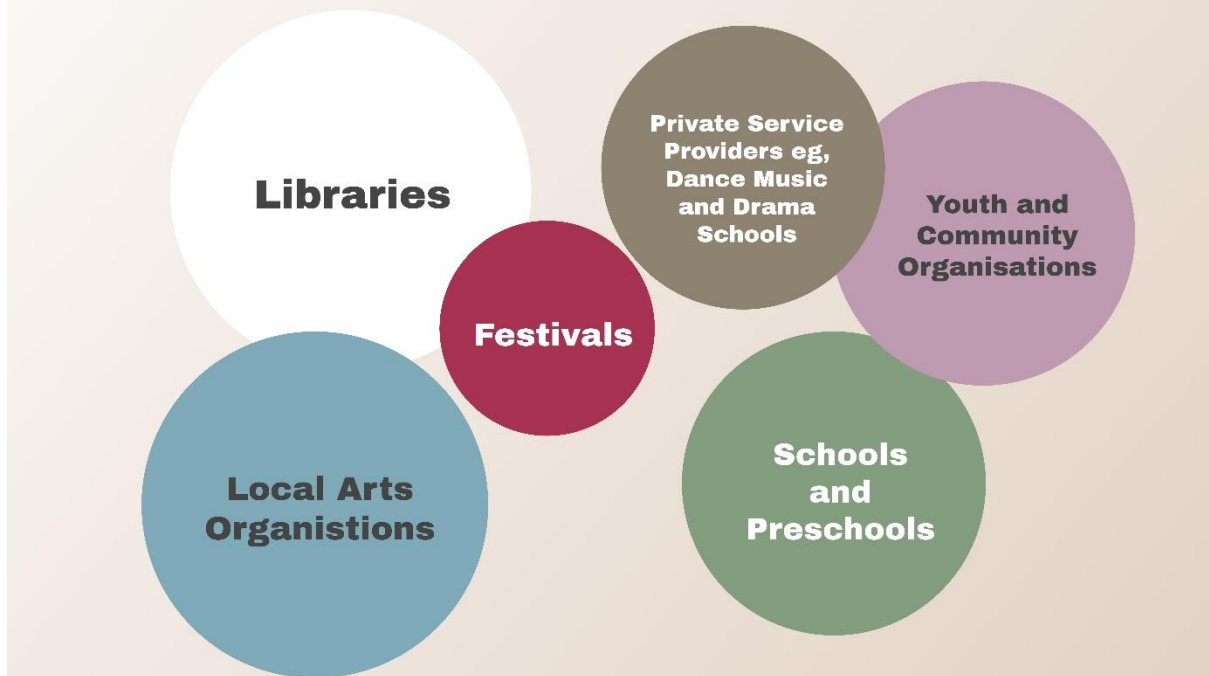 Libraries
Private Service
Providers eg,
Dance Music
and Drama
Schools
Youth and
Community
Organisations
Festivals
Local Arts
Organistions
Schools
and
Preschools